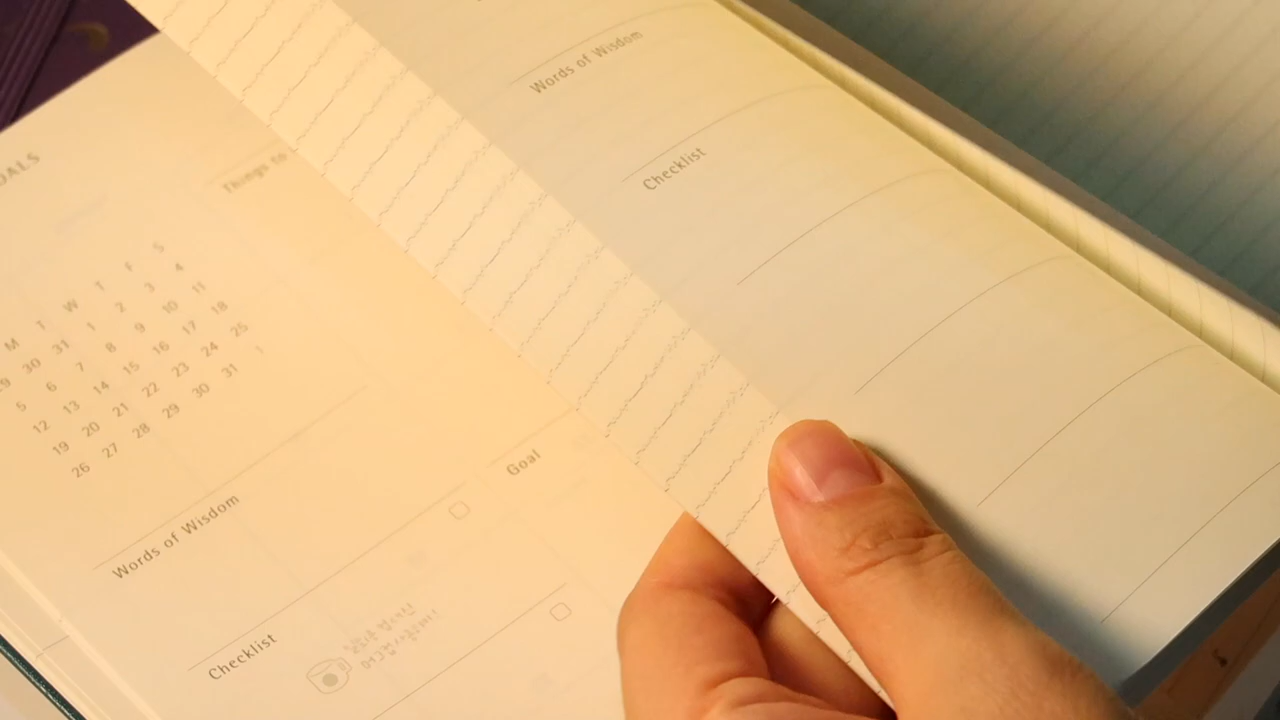 OALS
M T W T F S
29 30 31 1 2 3 4
5 6 7 8 9 10 11
12 13 14 15 16 17 18
19 20 21 22 23 24 25
26 27 28 29 30 31 1
Things to
Words of Wisdom
Goal
Checklist
Words of Wisdom
Checklist